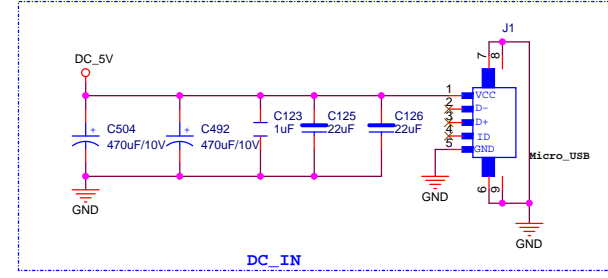 J1
DC_5V
7
8
1
VCC
2
D-
C504
470uF/10V
C492
470uF/10V
C123
1uF
C125
22uF
C126
22uF
3
D+
4
ID
5
GND
Micro_USB
6
9
GND
GND
GND
DC_IN